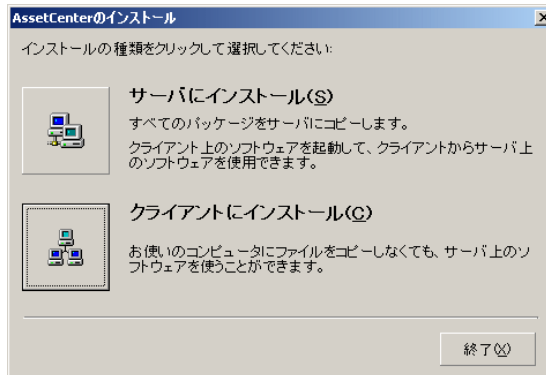 AssetCenterのインストール
インストールの種類をクリックして選択してください:
サーバにインストール(S)
すべてのパッケージをサーバにコピーします。
クライアント上のソフトウェアを起動して、クライアントからサーバ上
のソフトウェアを使用できます。
クライアントにインストール(C)
お使いのコンピュータにファイルをコピーしなくても、サーバ上のソ
フトウェアを使うことができます。
終了(X)